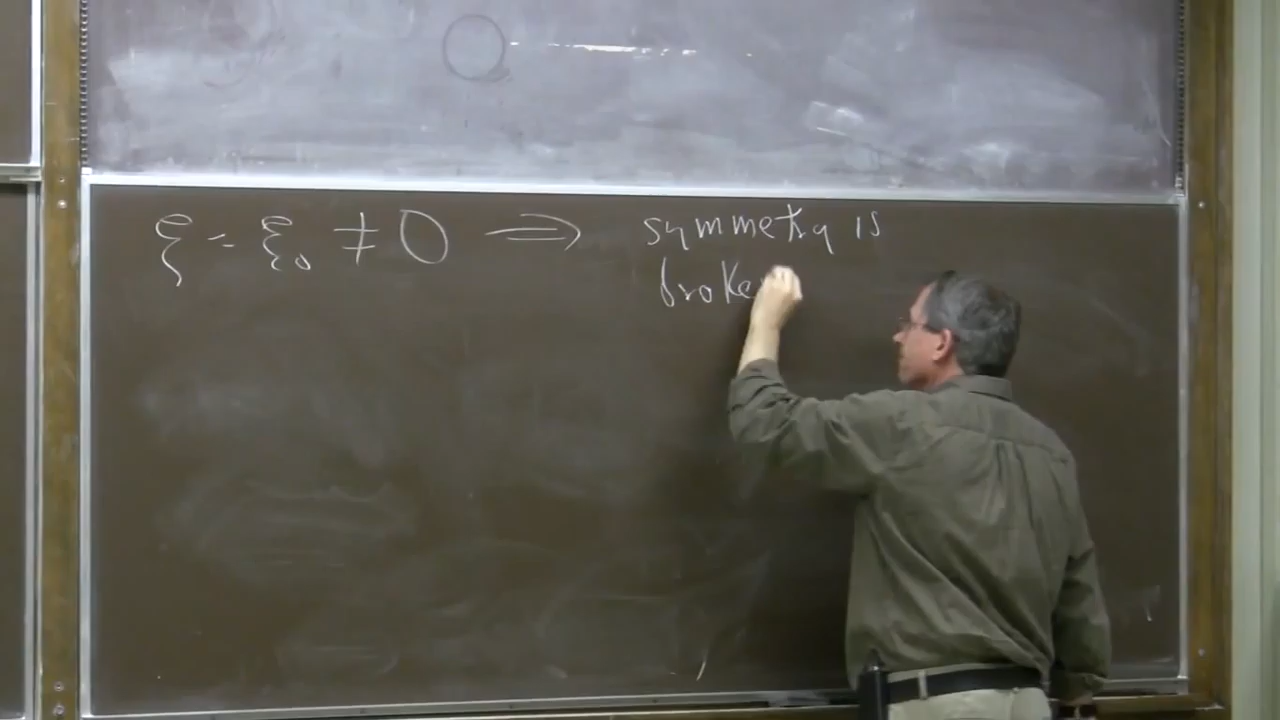 ξ = ξ₀ ≠ 0 ⇒ symmetry is
broke